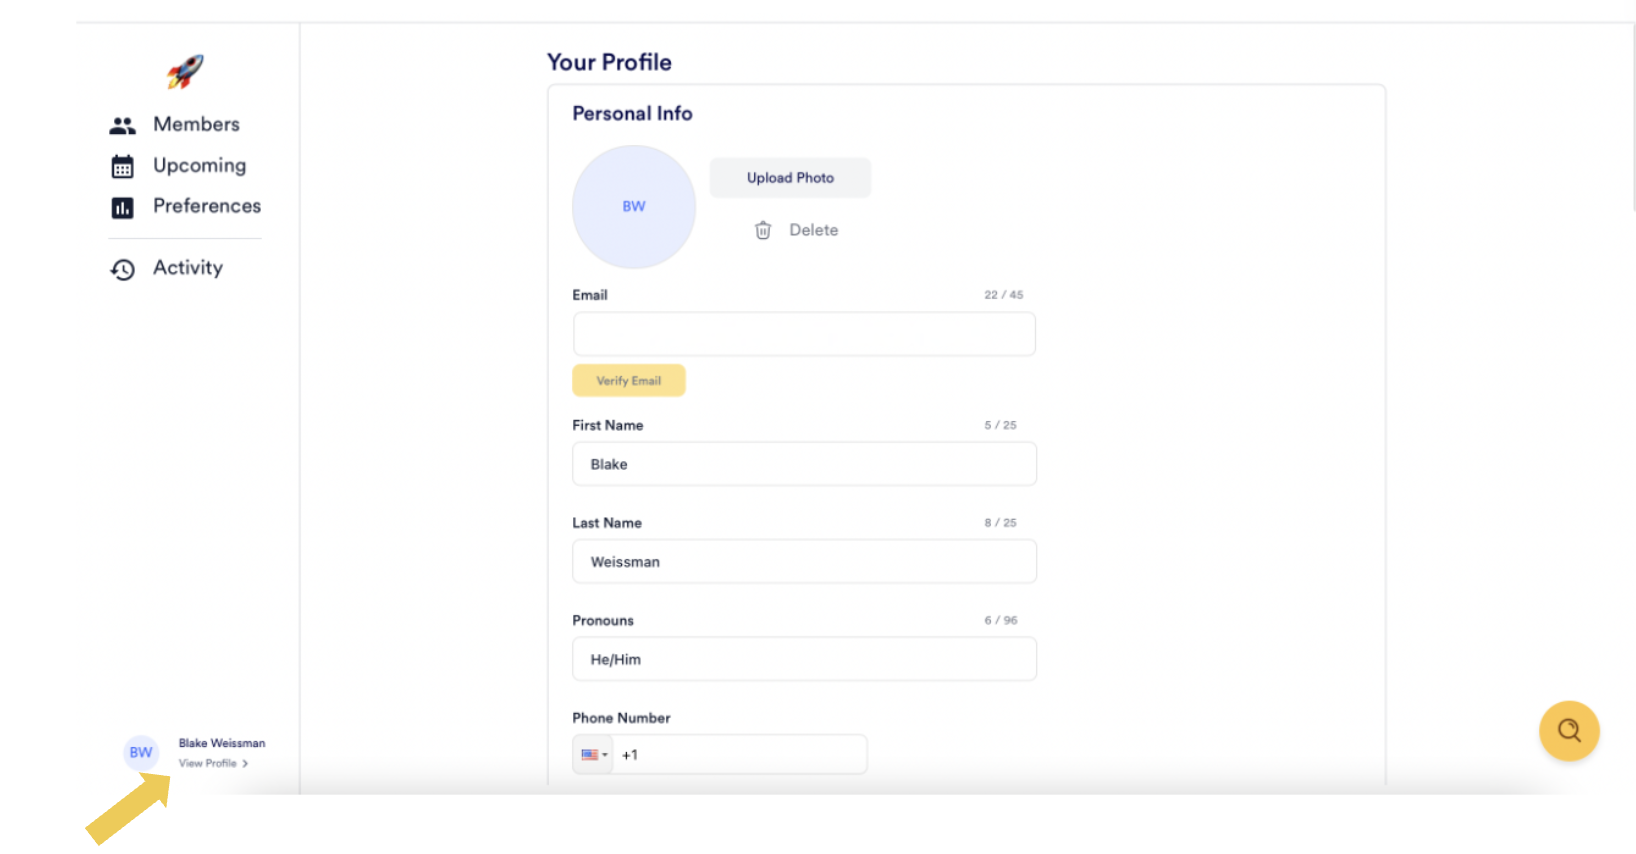 Your Profile
Members
Upcoming
Preferences
Activity
Personal Info
BW
Upload Photo
Delete
Email
22 / 45
Verify Email
First Name
5 / 25
Blake
Last Name
8 / 25
Weissman
Pronouns
6 / 96
He/Him
Phone Number
+1
BW
Blake Weissman
View Profile >